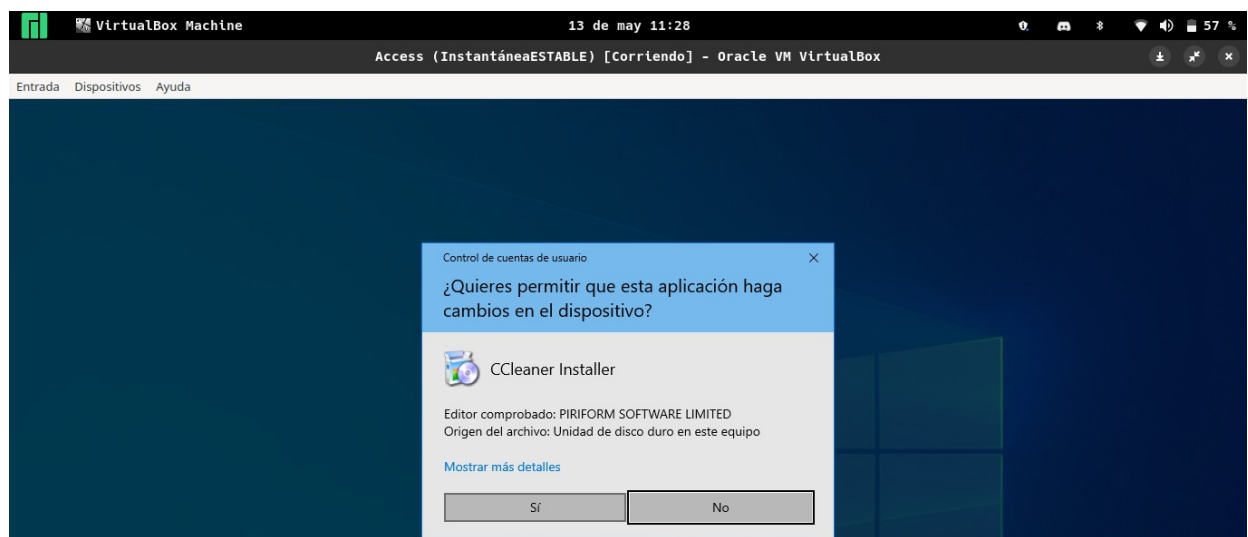 VirtualBox Machine
13 de may 11:28
57 %
Access (InstantáneaESTABLE) [Corriendo] - Oracle VM VirtualBox
Entrada Dispositivos Ayuda
Control de cuentas de usuario
¿Quieres permitir que esta aplicación haga
cambios en el dispositivo?
CCleaner Installer
Editor comprobado: PIRIFORM SOFTWARE LIMITED
Origen del archivo: Unidad de disco duro en este equipo
Mostrar más detalles
Sí
No